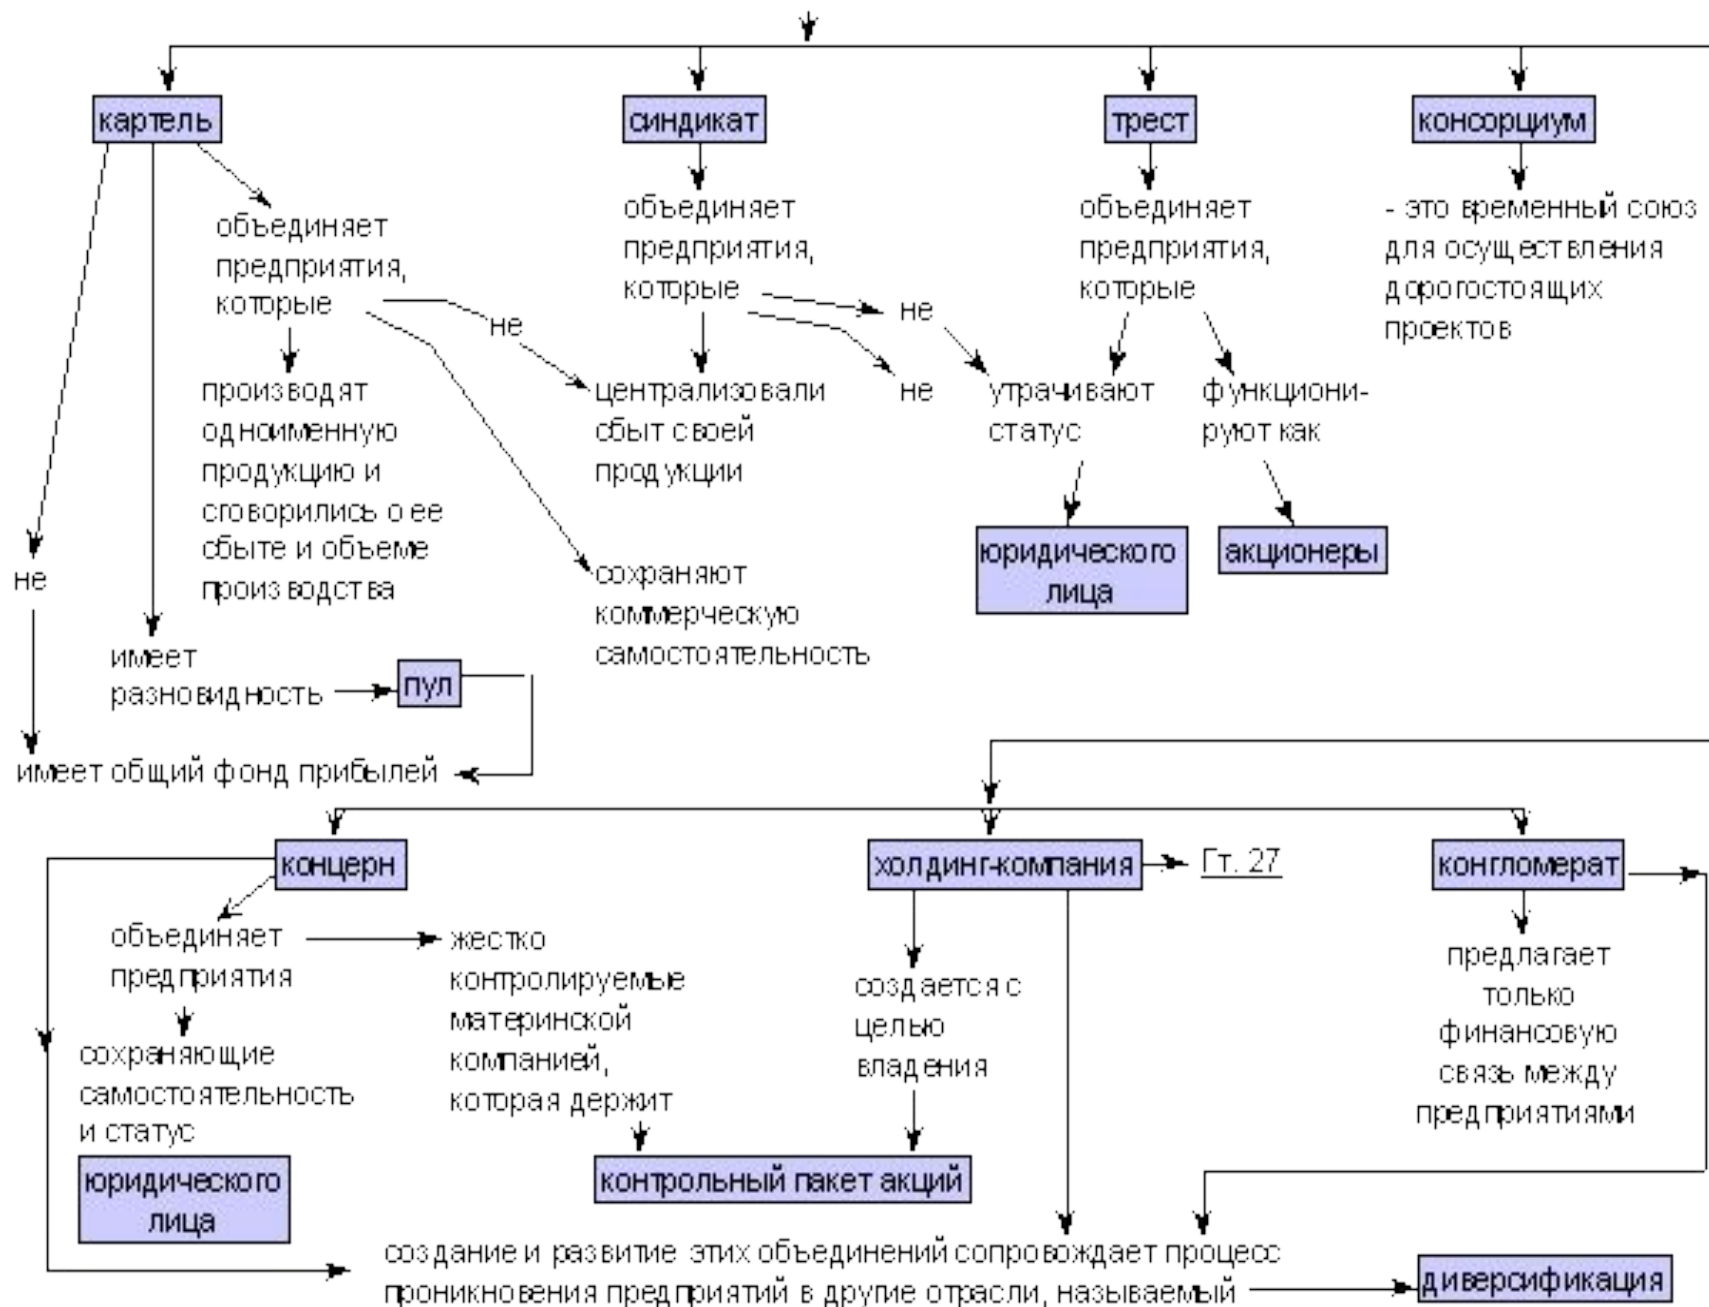 картель
синдикат
трест
консорциум
объединяет
предприятия,
которые
не
производят
одноименную
продукцию и
сговорились о ее
сбыте и объеме
производства
объединяет
предприятия,
которые
не
не
централизовали
сбыт своей
продукции
сохраняют
коммерческую
самостоятельность
объединяет
предприятия,
которые
утрачивают
статус
функциони-
руют как
юридического
лица
акционеры
- это временный союз
для осуществления
дорогостоящих
проектов
не
имеет
разновидность
пул
имеет общий фонд прибылей
концерн
холдинг-компания
Гт. 27
конгломерат
объединяет
предприятия
жестко
контролируемые
материнской
компанией,
которая держит
сохраняющие
самостоятельность
и статус
юридического
лица
создается с
целью
владения
контрольный пакет акций
предлагает
только
финансовую
связь между
предприятиями
создание и развитие этих объединений сопровождает процесс
проникновения предприятий в другие отрасли, называемый
диверсификация